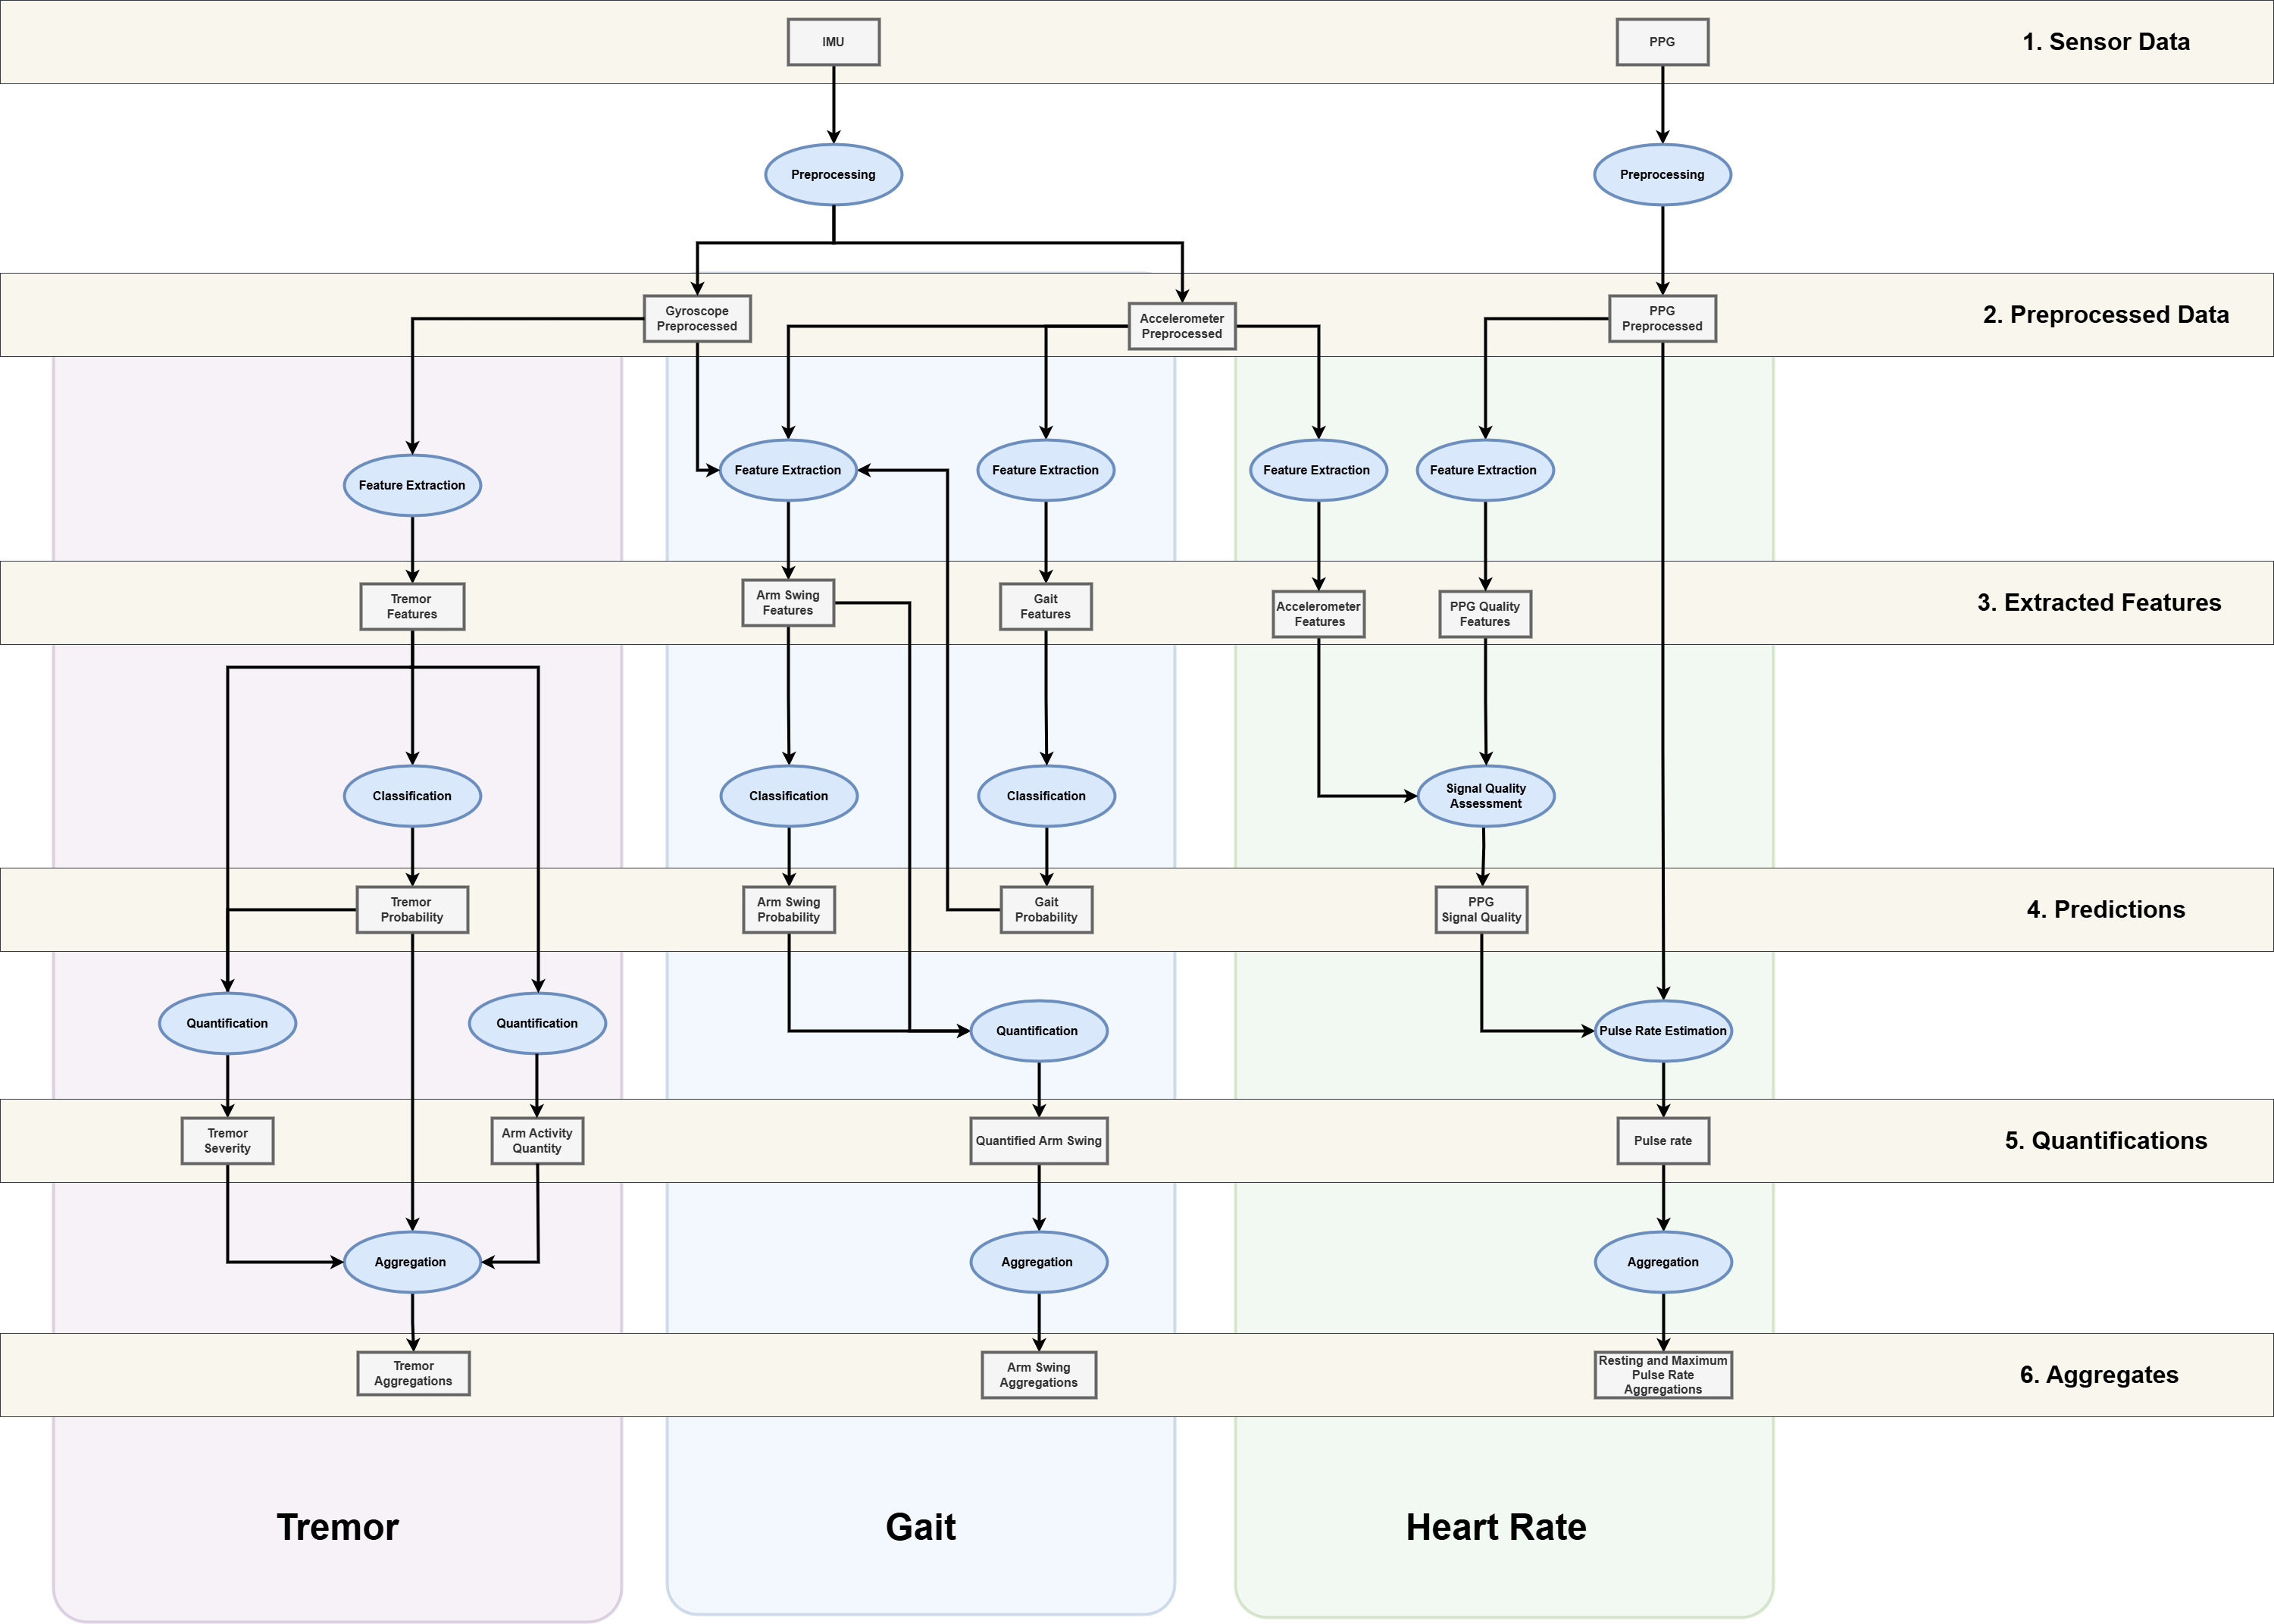 IMU
PPG
1. Sensor Data
Preprocessing
Preprocessing
Gyroscope
Preprocessed
Accelerometer
Preprocessed
PPG
Preprocessed
2. Preprocessed Data
Feature Extraction
Feature Extraction
Feature Extraction
Feature Extraction
Feature Extraction
Tremor
Features
Arm Swing
Features
Gait
Features
Accelerometer
Features
PPG Quality
Features
3. Extracted Features
Classification
Classification
Classification
Signal Quality
Assessment
Tremor
Probability
Arm Swing
Probability
Gait
Probability
PPG
Signal Quality
4. Predictions
Quantification
Quantification
Quantification
Pulse Rate Estimation
Tremor
Severity
Arm Activity
Quantity
Quantified Arm Swing
Pulse rate
5. Quantifications
Aggregation
Aggregation
Aggregation
Tremor
Aggregations
Arm Swing
Aggregations
Resting and Maximum
Pulse Rate
Aggregations
6. Aggregates
Tremor
Gait
Heart Rate